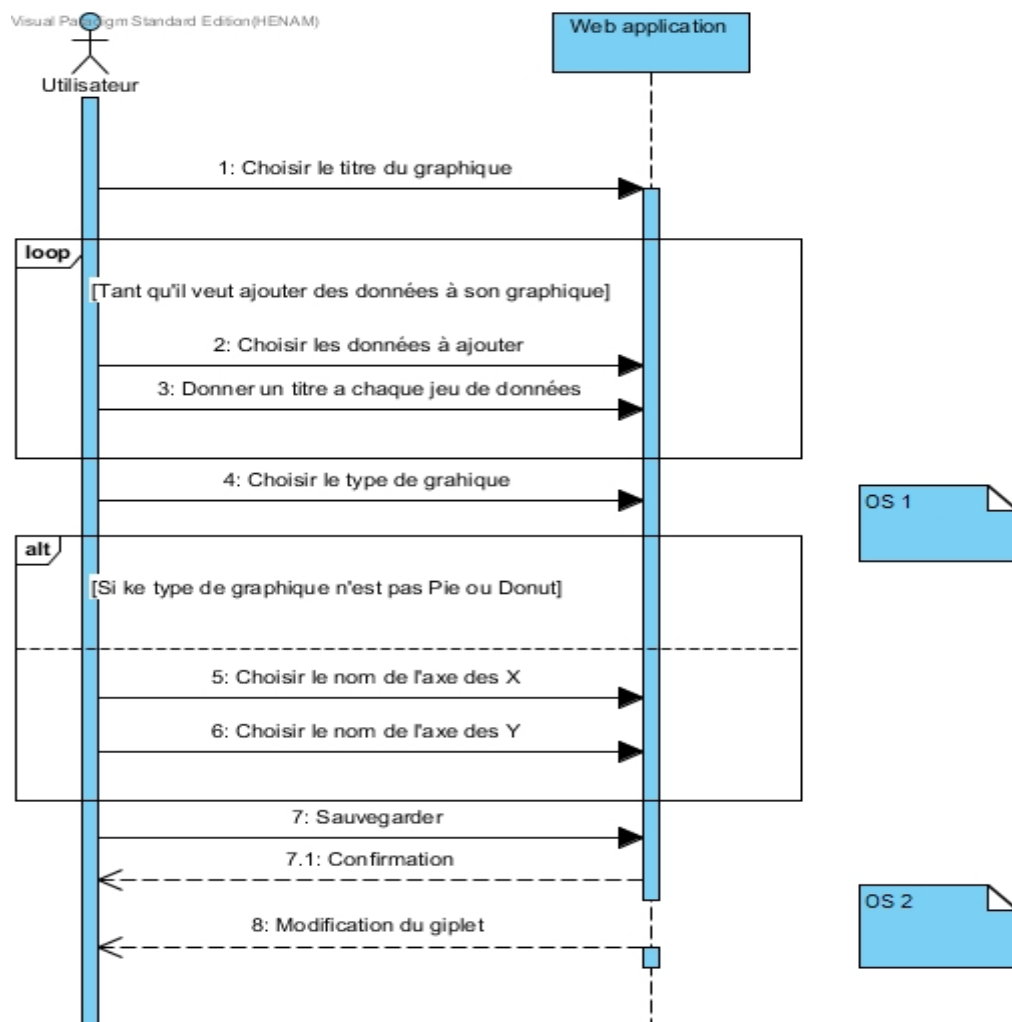 Visual Paradigm Standard Edition(HENAM)
Utilisateur
Web application
1: Choisir le titre du graphique
loop
[Tant qu'il veut ajouter des données à son graphique]
2: Choisir les données à ajouter
3: Donner un titre a chaque jeu de données
4: Choisir le type de grahique
OS 1
alt
[Si ke type de graphique n'est pas Pie ou Donut]
5: Choisir le nom de l'axe des X
6: Choisir le nom de l'axe des Y
7: Sauvegarder
7.1: Confirmation
OS 2
8: Modification du giplet